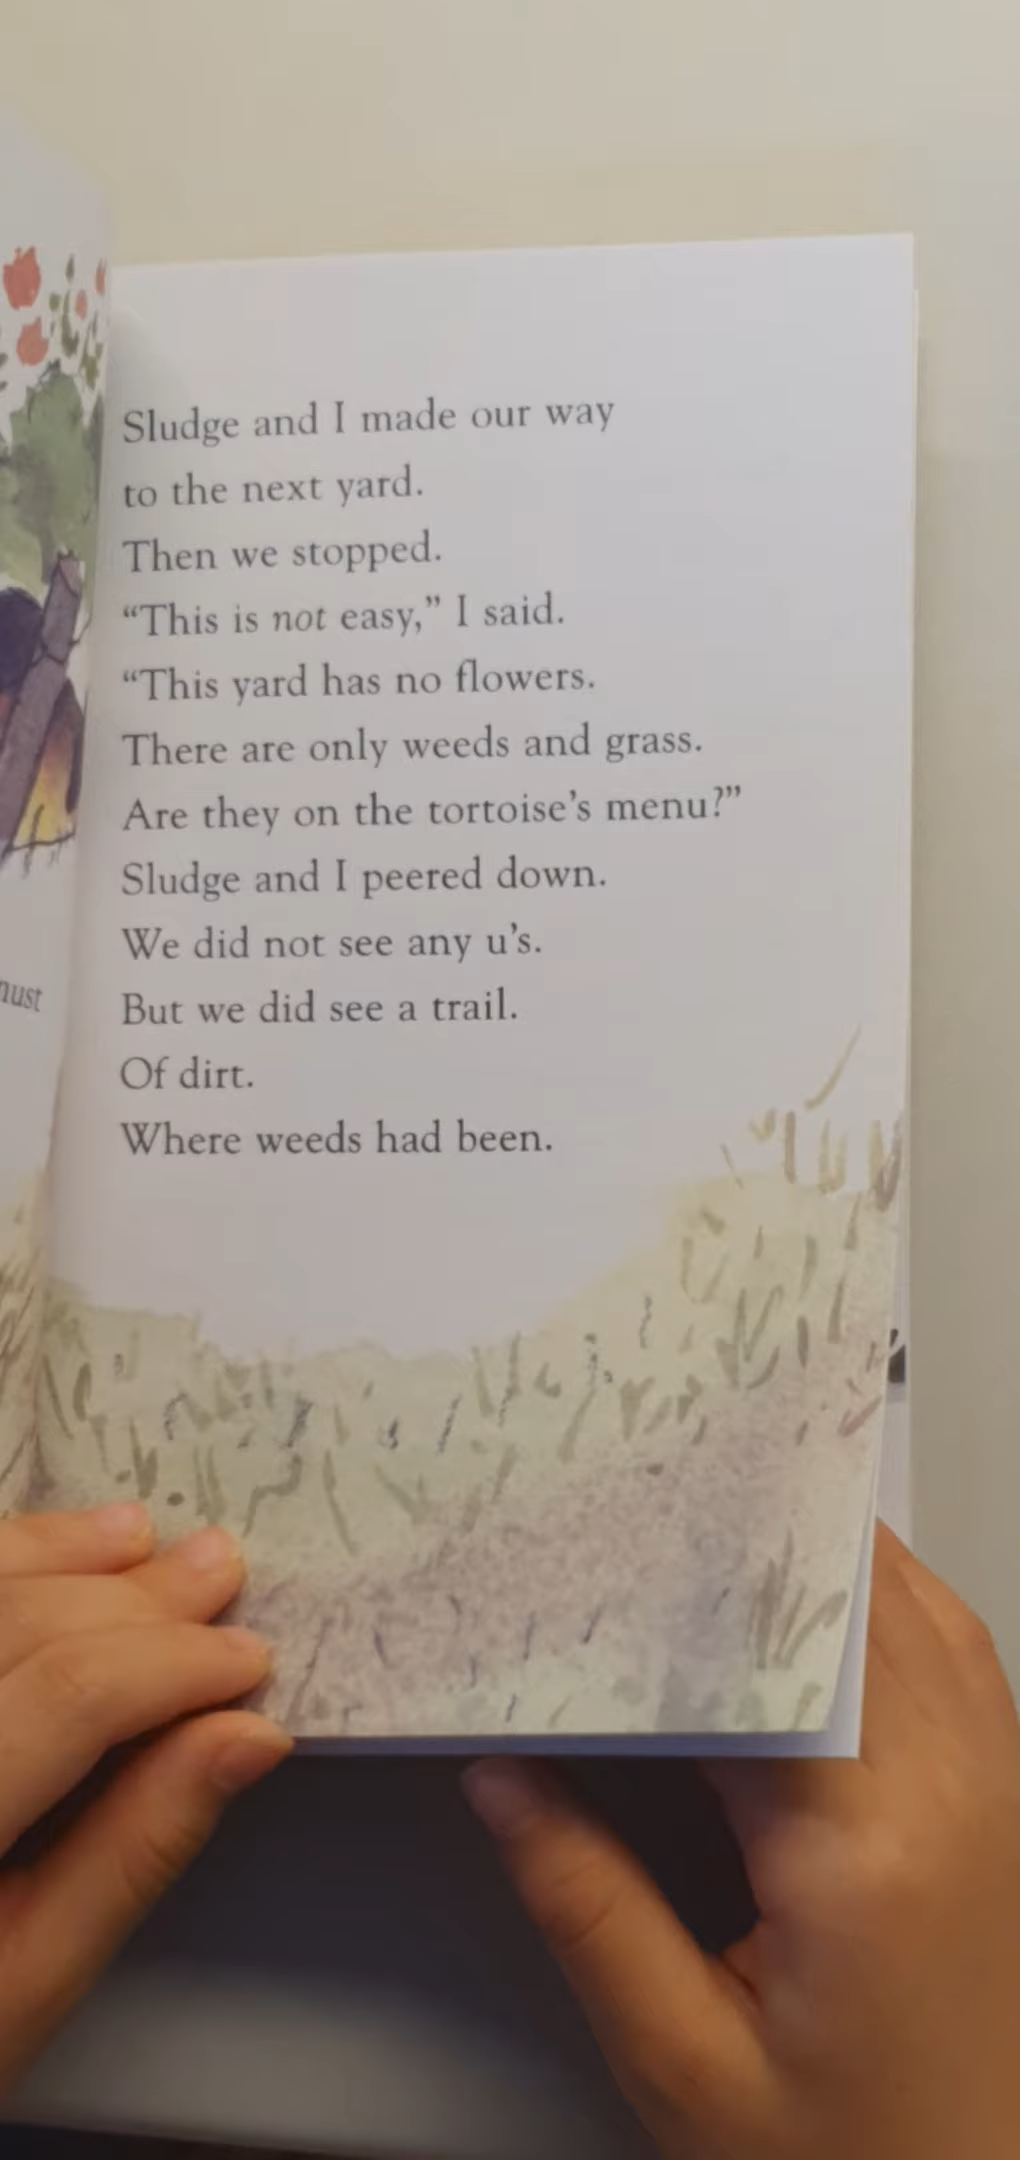 nust
Sludge and I made our way
to the next yard.
Then we stopped.
“This is not easy,” I said.
“This yard has no flowers.
There are only weeds and grass.
Are they on the tortoise’s menu?”
Sludge and I peered down.
We did not see any u’s.
But we did see a trail.
Of dirt.
Where weeds had been.